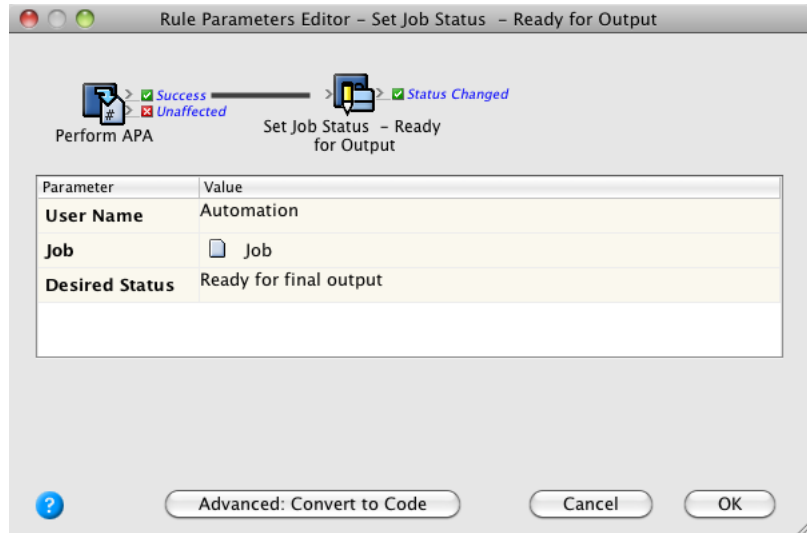 Rule Parameters Editor – Set Job Status – Ready for Output
Success
Unaffected
#
Perform APA
Status Changed
Set Job Status – Ready
for Output
Parameter Value
User Name Automation
Job Job
Desired Status Ready for final output
? Advanced: Convert to Code Cancel OK